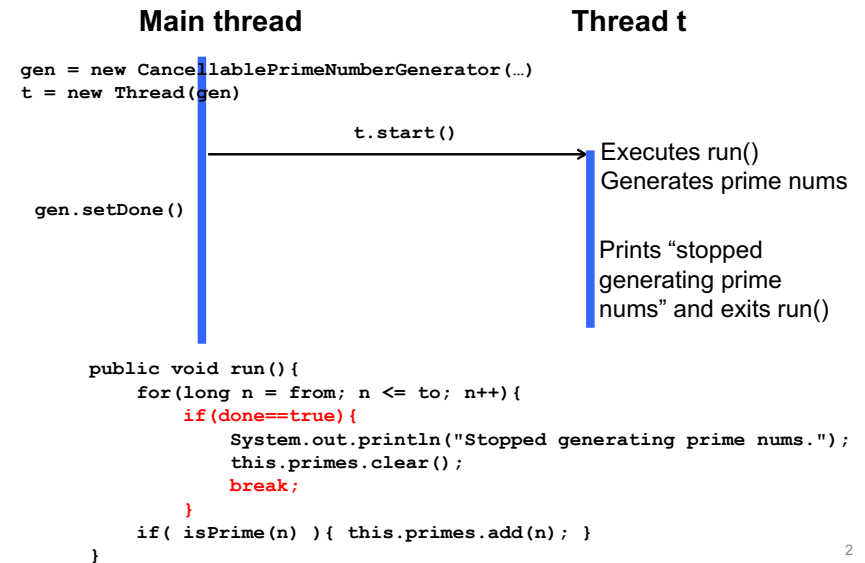 Main thread
Thread t
gen = new CancellablePrimeNumberGenerator(…)
t = new Thread(gen)
t.start()
Executes run()
Generates prime nums
gen.setDone()
Prints “stopped
generating prime
nums” and exits run()
public void run(){
for(long n = from; n <= to; n++){
if(done==true){
System.out.println("Stopped generating prime nums.");
this.primes.clear();
break;
}
if( isPrime(n) ){ this.primes.add(n); }
}
2